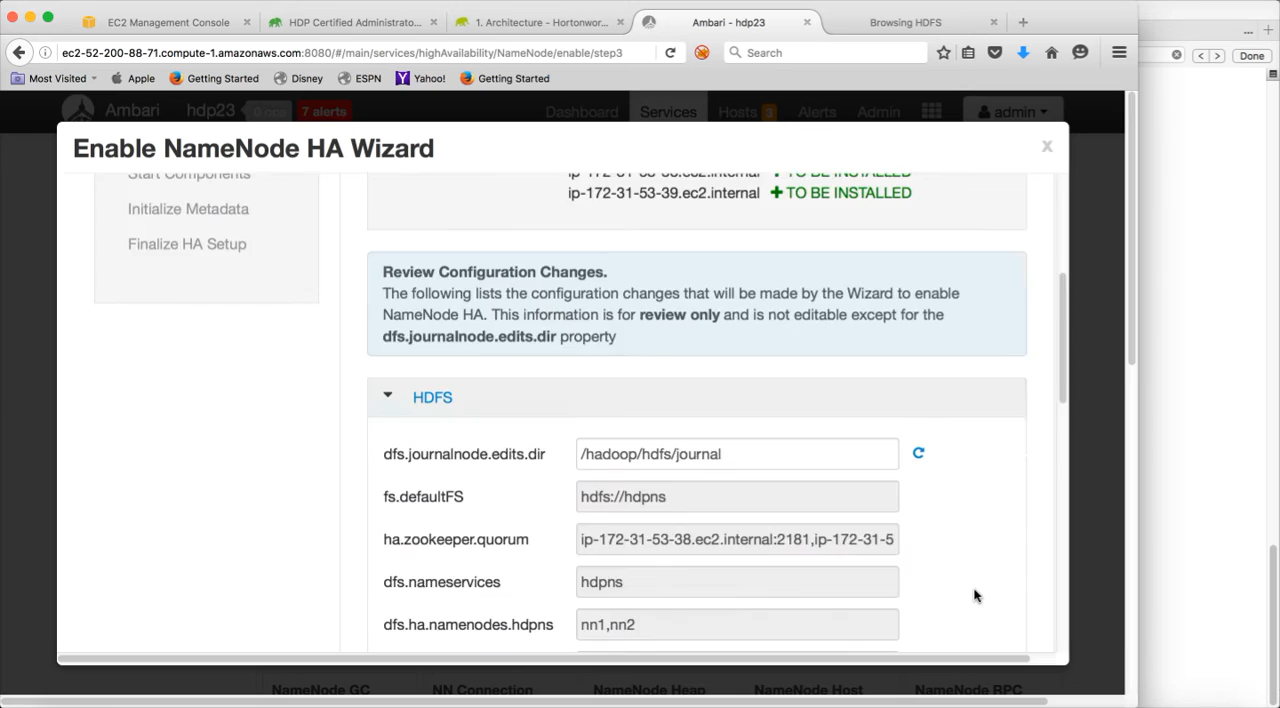 EC2 Management Console
HDP Certified Administrato...
1. Architecture - Hortonwor...
Ambari - hdp23
Browsing HDFS
ec2-52-200-88-71.compute-1.amazonaws.com:8080/#/main/services/highAvailability/NameNode/enable/step3
Search
Done
Most Visited
Apple
Getting Started
Disney
ESPN
Yahoo!
Getting Started
Ambari
hdp23
0 ops
7 alerts
Dashboard
Services
Hosts 3
Alerts
Admin
admin
Enable NameNode HA Wizard
x
Start Components
Initialize Metadata
Finalize HA Setup
TO BE INSTALLED
ip-172-31-53-39.ec2.internal + TO BE INSTALLED
Review Configuration Changes.
The following lists the configuration changes that will be made by the Wizard to enable
NameNode HA. This information is for review only and is not editable except for the
dfs.journalnode.edits.dir property
HDFS
dfs.journalnode.edits.dir /hadoop/hdfs/journal
fs.defaultFS hdfs://hdpns
ha.zookeeper.quorum ip-172-31-53-38.ec2.internal:2181,ip-172-31-5
dfs.nameservices hdpns
dfs.ha.namenodes.hdpns nn1,nn2
NameNode GC
NN Connection
NameNode Heap
NameNode Host
NameNode RPC